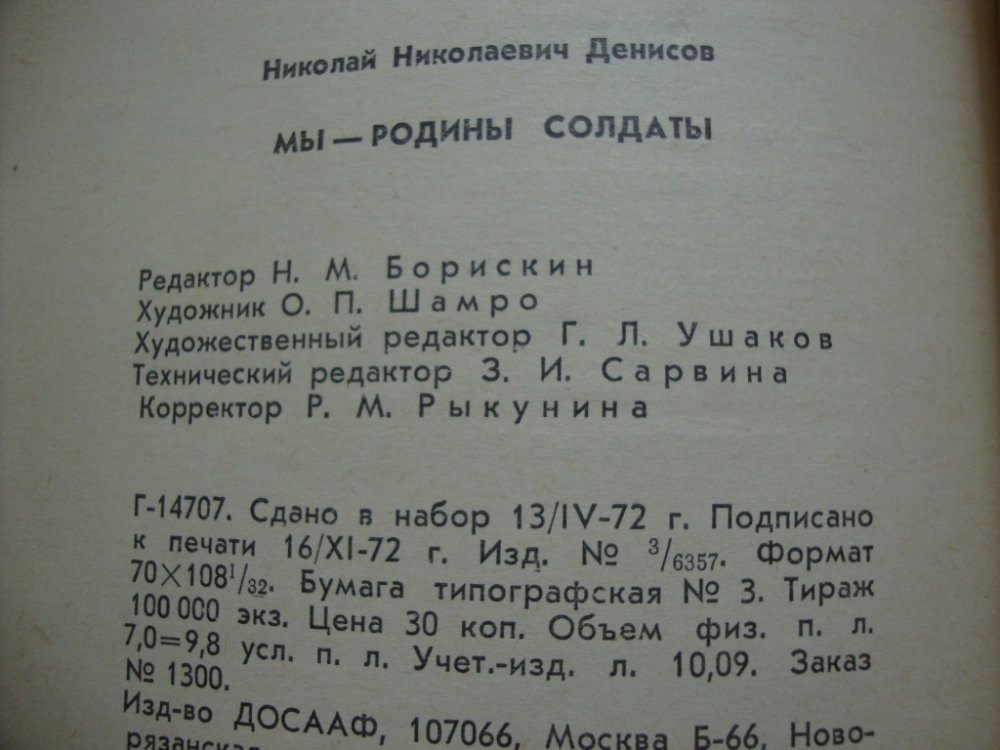 Николай Николаевич Денисов
МЫ — РОДИНЫ СОЛДАТЫ
Редактор Н. М. Борискин
Художник О. П. Шамро
Художественный редактор Г. Л. Ушаков
Технический редактор З. И. Сарвина
Корректор Р. М. Рыкунина
Г-14707. Сдано в набор 13/IV-72 г. Подписано
к печати 16/XI-72 г. Изд. № 3/6357. Формат
70×108¹/₃₂. Бумага типографская № 3. Тираж
100 000 экз. Цена 30 коп. Объем физ. п. л.
7,0=9,8 усл. п. л. Учет.-изд. л. 10,09. Заказ
№ 1300.
Изд-во ДОСААФ, 107066, Москва Б-66, Ново-
рязанская